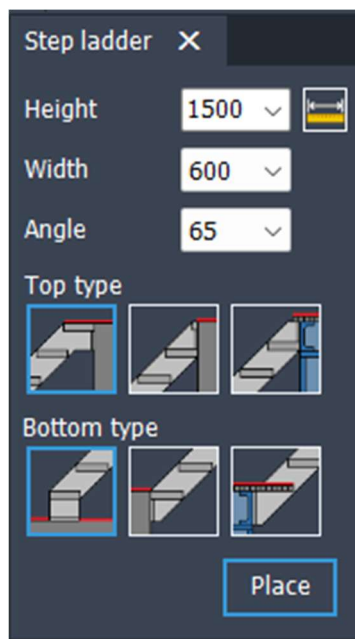 Step ladder
Height 1500
Width 600
Angle 65
Top type
Bottom type
Place